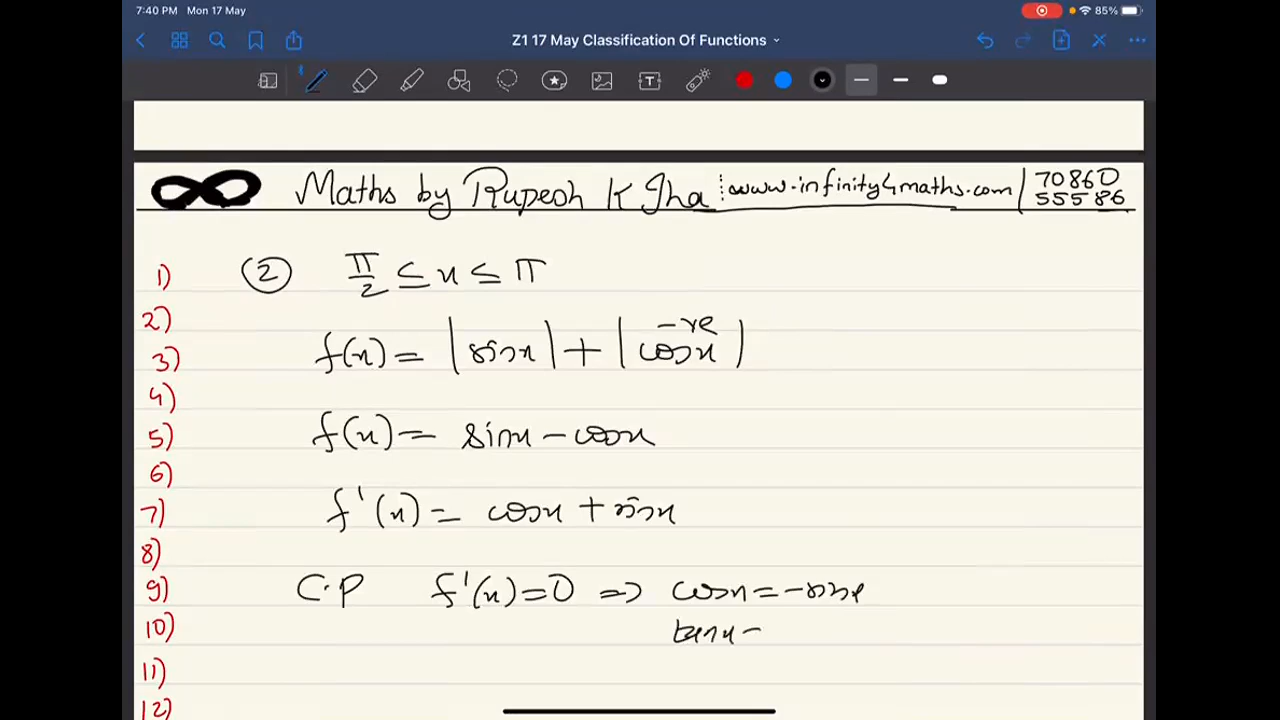 7:40 PM Mon 17 May
85%
Z1 17 May Classification Of Functions
Maths by Rupesh K Jha | www.infinity4maths.com / 70860 55586
1) ② π/2 ≤ x ≤ π
2)
3) f(x) = |sinx| + |cosx| -ve
4)
5) f(x) = sinx - cosx
6)
7) f'(x) = cosx + sinx
8)
9) C.P f'(x) = 0 ⇒ cosx = -sinx
10) tanx =
11)
12)